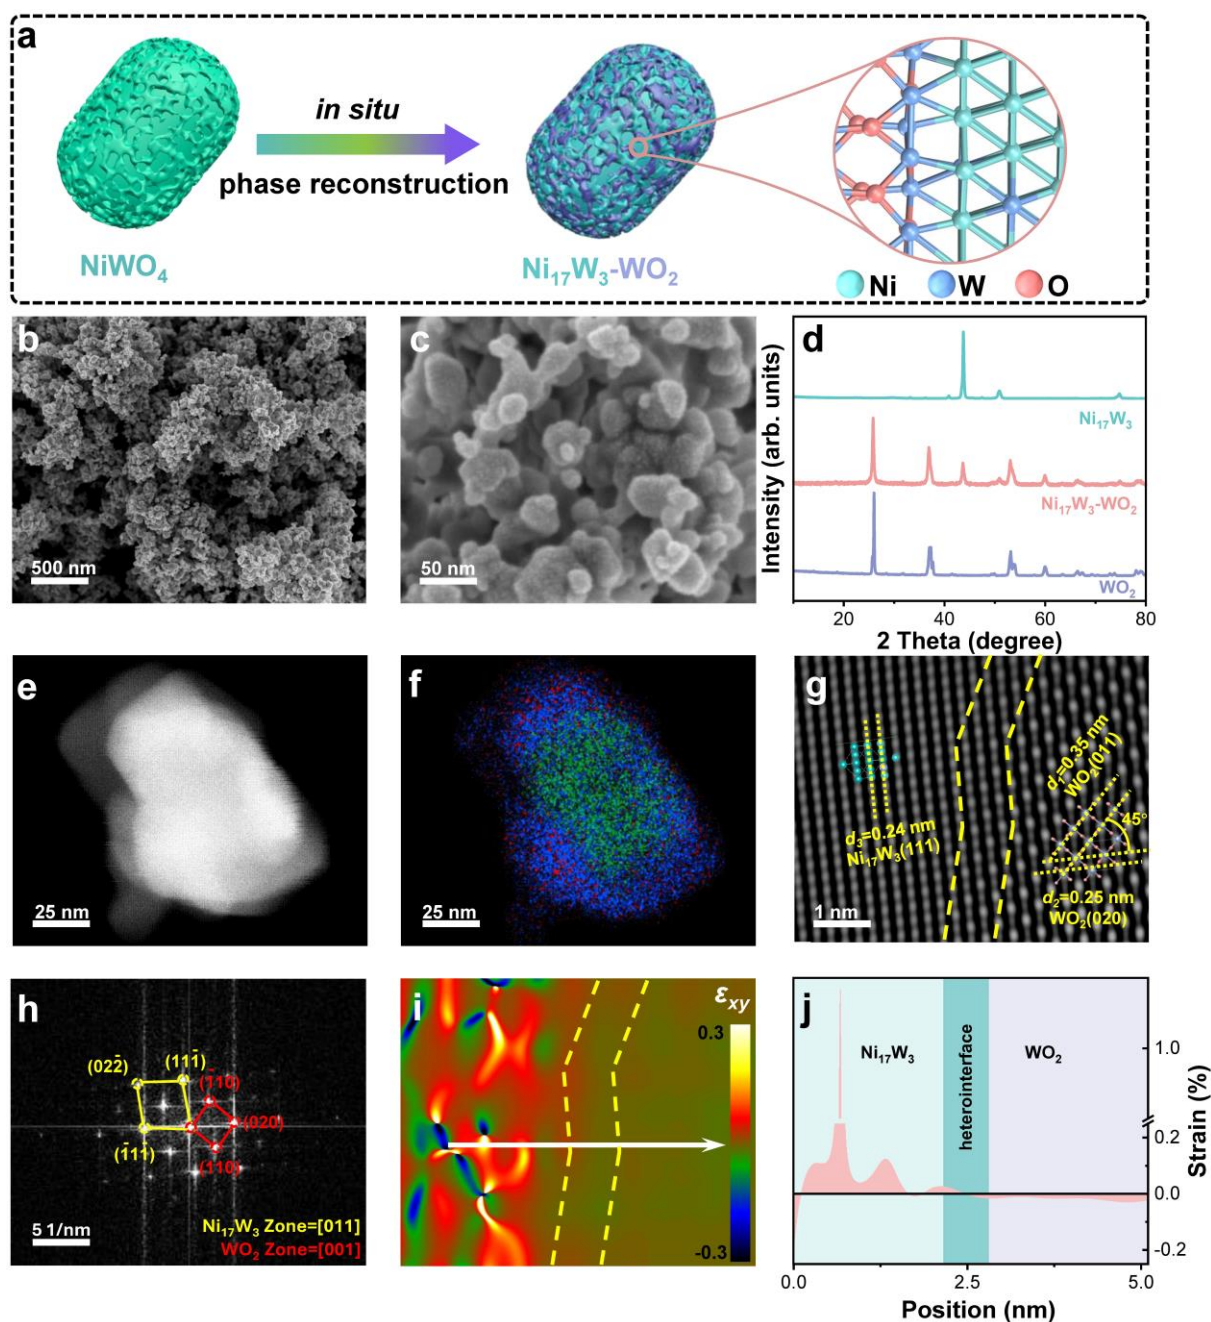 a
in situ
phase reconstruction
NiWO₄
Ni₁₇W₃-WO₂
Ni
W
O
b
500 nm
c
50 nm
d
Intensity (arb. units)
Ni₁₇W₃
Ni₁₇W₃-WO₂
WO₂
20 40 60 80
2 Theta (degree)
e
25 nm
f
25 nm
g
d₃=0.24 nm
Ni₁₇W₃(111)
d₁=0.35 nm
WO₂(011)
45°
d₂=0.25 nm
WO₂(020)
1 nm
h
(022̄)
(111̄)
(1̄10)
(020)
(1̄11̄)
(110)
5 1/nm
Ni₁₇W₃ Zone=[011]
WO₂ Zone=[001]
i
εxy
0.3
-0.3
j
Ni₁₇W₃
heterointerface
WO₂
1.0
0.2
0.0
-0.2
Strain (%)
0.0 2.5 5.0
Position (nm)